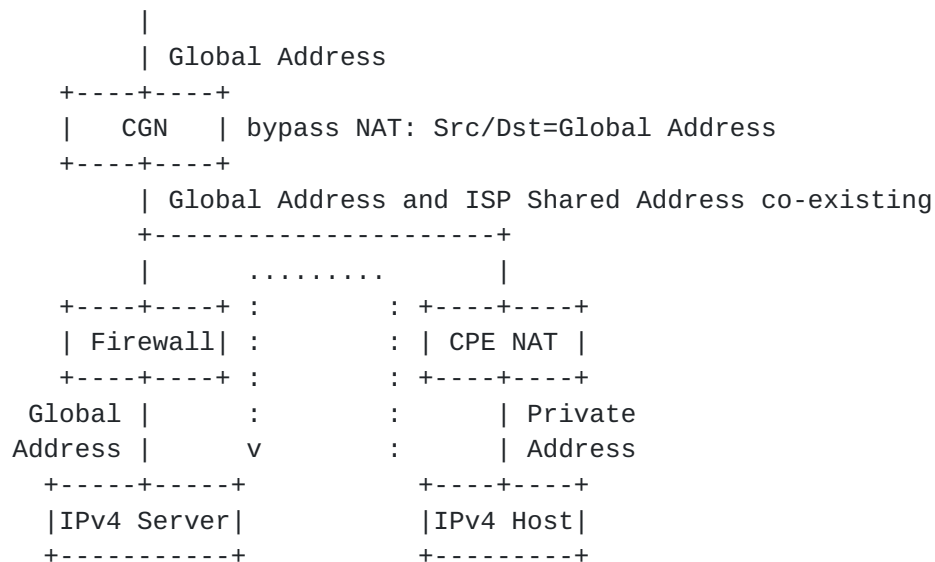 Global Address
CGN bypass NAT: Src/Dst=Global Address
Global Address and ISP Shared Address co-existing
Firewall CPE NAT
Global Private
Address v Address
IPv4 Server IPv4 Host